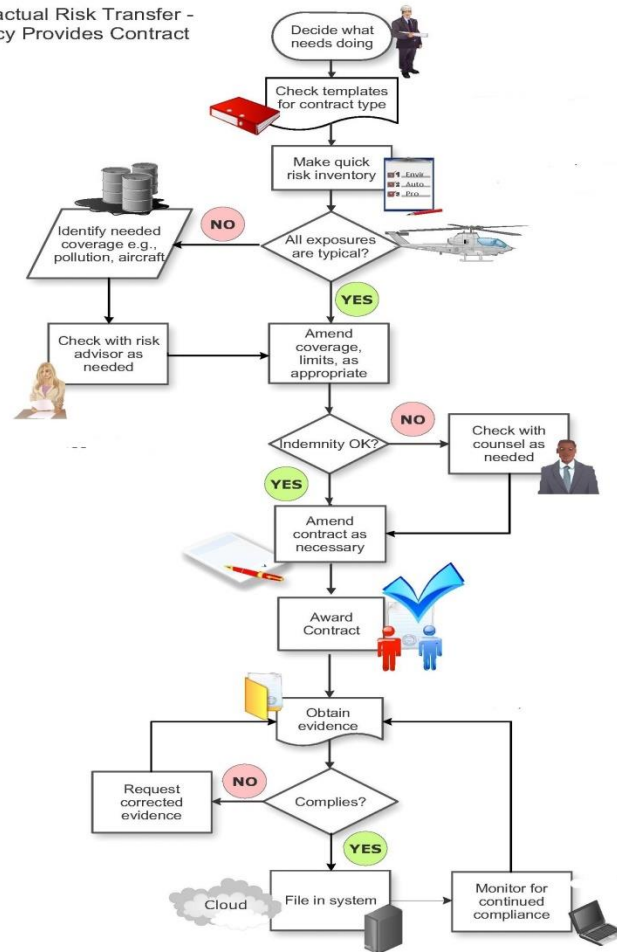 actual Risk Transfer -
cy Provides Contract
Decide what
needs doing
Check templates
for contract type
Make quick
risk inventory
Envir
Auto
Pro
All exposures
are typical?
NO
Identify needed
coverage e.g.,
pollution, aircraft
YES
Check with risk
advisor as
needed
Amend
coverage,
limits, as
appropriate
Indemnity OK?
NO
Check with
counsel as
needed
YES
Amend
contract as
necessary
Award
Contract
Obtain
evidence
Complies?
NO
Request
corrected
evidence
YES
Cloud
File in system
Monitor for
continued
compliance